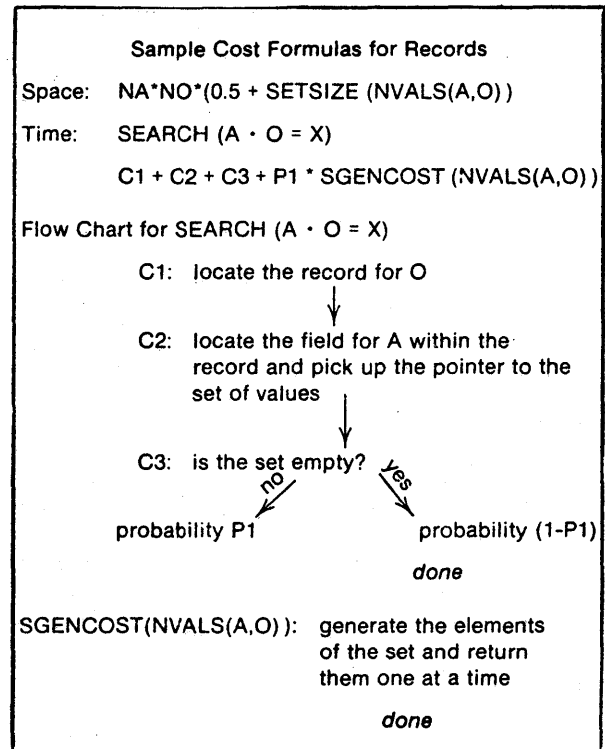 Sample Cost Formulas for Records
Space: NA*NO*(0.5 + SETSIZE (NVALS(A,O))
Time: SEARCH (A · O = X)
C1 + C2 + C3 + P1 * SGENCOST (NVALS(A,O))
Flow Chart for SEARCH (A · O = X)
C1: locate the record for O
C2: locate the field for A within the
record and pick up the pointer to the
set of values
C3: is the set empty?
no yes
probability P1 probability (1-P1)
done
SGENCOST(NVALS(A,O)): generate the elements
of the set and return
them one at a time
done